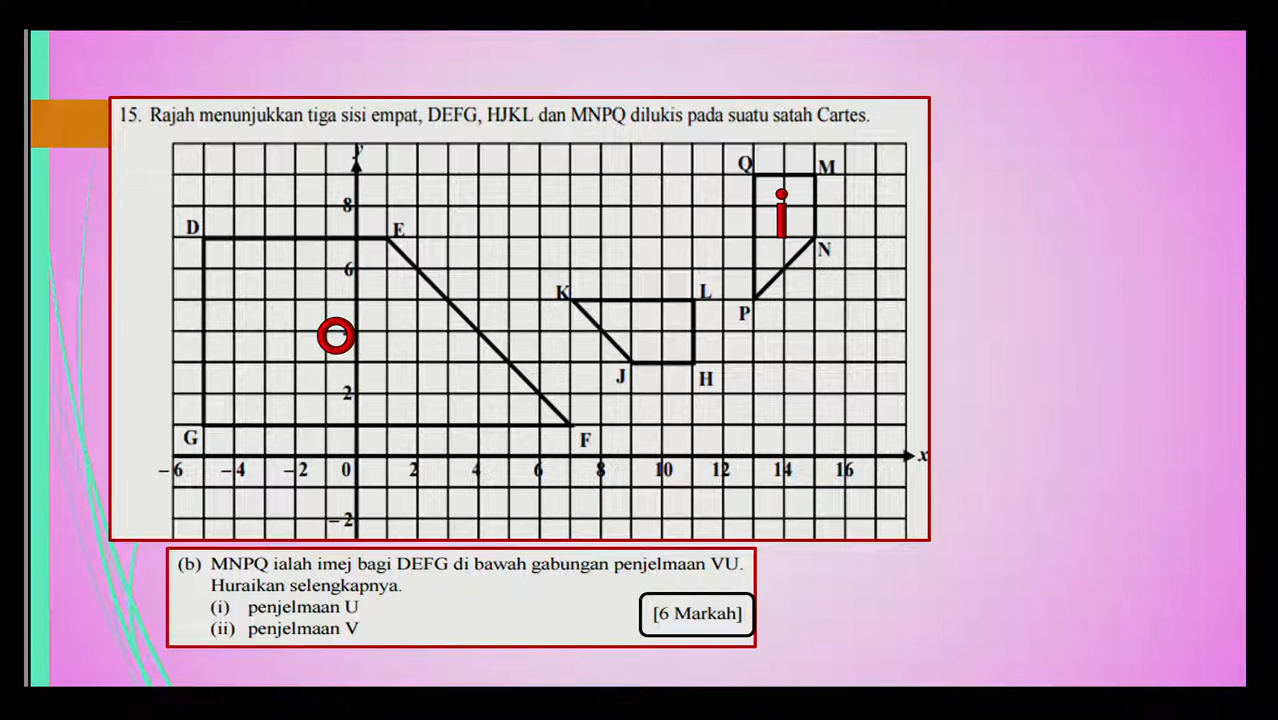 15. Rajah menunjukkan tiga sisi empat, DEFG, HJKL dan MNPQ dilukis pada suatu satah Cartes.
y
Q M
i
8
D E
N
6
K L
P
O
J H
2
G F
–6 –4 –2 0 2 4 6 8 10 12 14 16 x
–2
(b) MNPQ ialah imej bagi DEFG di bawah gabungan penjelmaan VU.
Huraikan selengkapnya.
(i) penjelmaan U
(ii) penjelmaan V
[6 Markah]